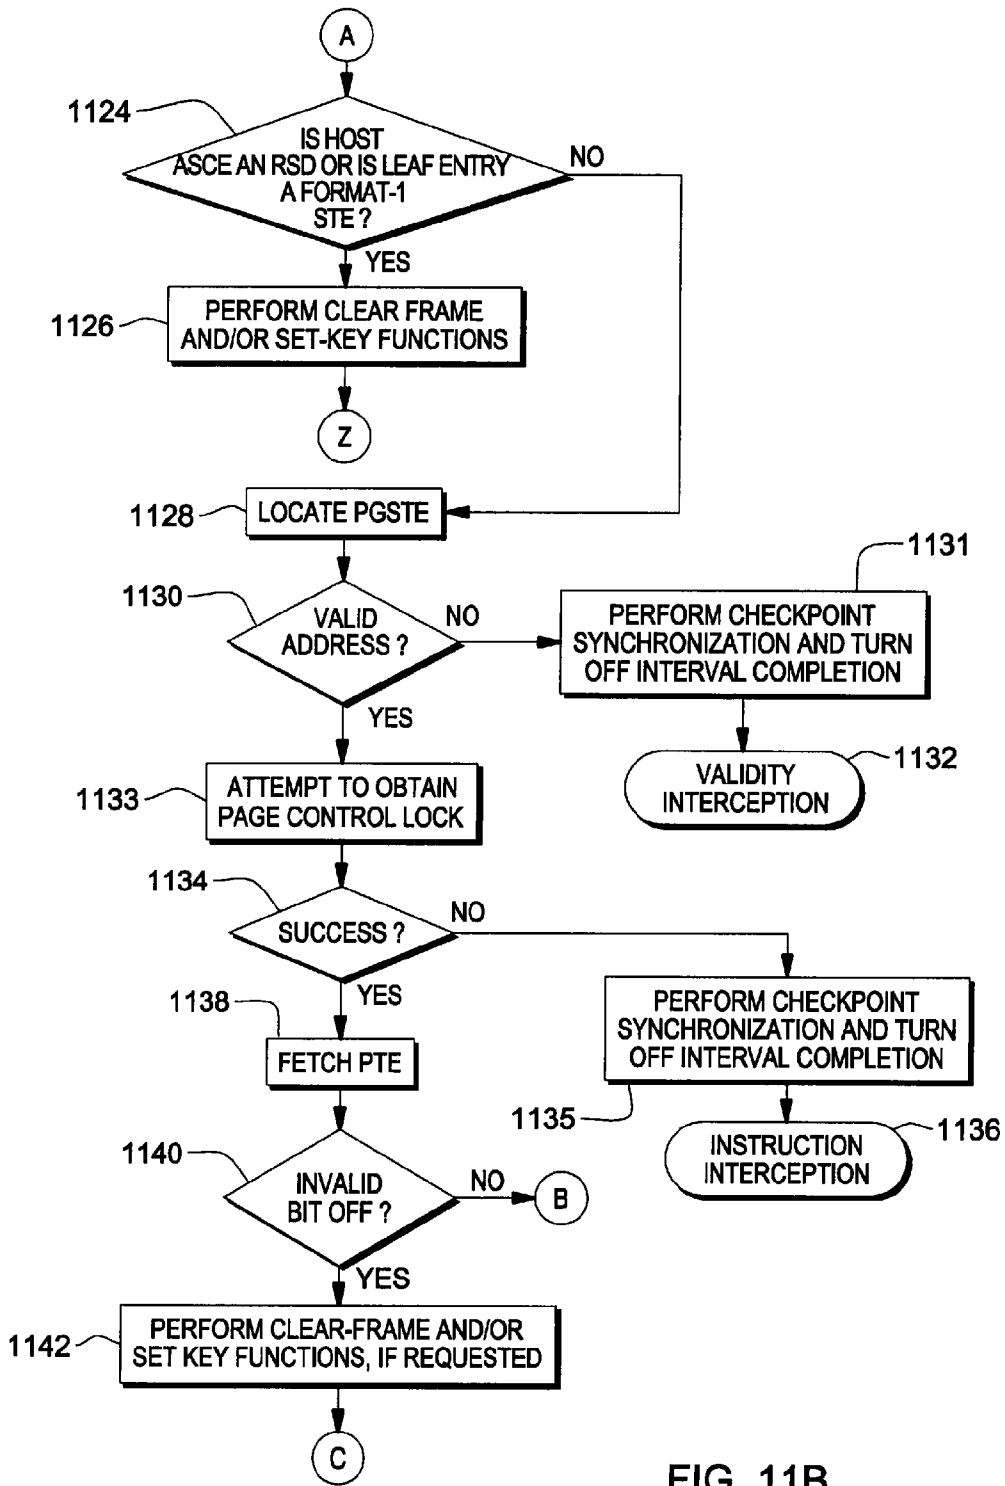 A
1124
IS HOST
ASCE AN RSD OR IS LEAF ENTRY
A FORMAT-1
STE ?
NO
YES
1126
PERFORM CLEAR FRAME
AND/OR SET-KEY FUNCTIONS
Z
1128
LOCATE PGSTE
1130
VALID
ADDRESS ?
NO
YES
1131
PERFORM CHECKPOINT
SYNCHRONIZATION AND TURN
OFF INTERVAL COMPLETION
1132
VALIDITY
INTERCEPTION
1133
ATTEMPT TO OBTAIN
PAGE CONTROL LOCK
1134
SUCCESS ?
NO
YES
1135
PERFORM CHECKPOINT
SYNCHRONIZATION AND TURN
OFF INTERVAL COMPLETION
1136
INSTRUCTION
INTERCEPTION
1138
FETCH PTE
1140
INVALID
BIT OFF ?
NO
B
YES
1142
PERFORM CLEAR-FRAME AND/OR
SET KEY FUNCTIONS, IF REQUESTED
C
FIG. 11B